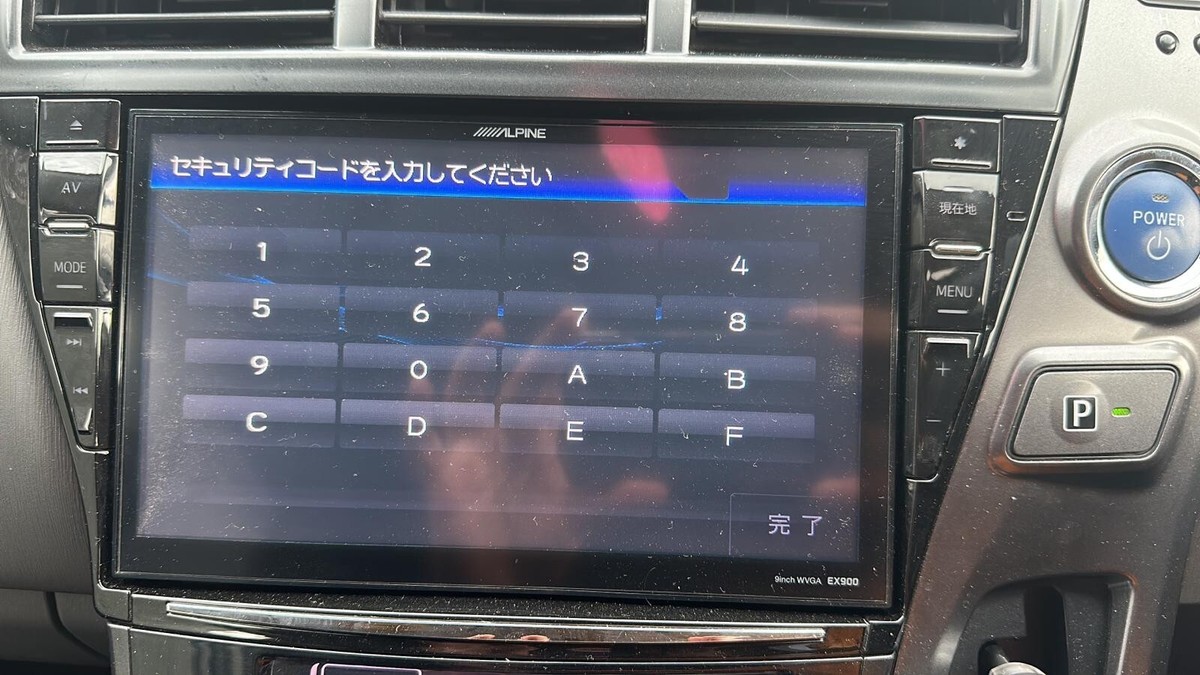 ALPINE
セキュリティコードを入力してください
AV
MODE
1 2 3 4
5 6 7 8
9 0 A B
C D E F
完了
9inch WVGA EX900
*
現在地
MENU
+
-
POWER
P